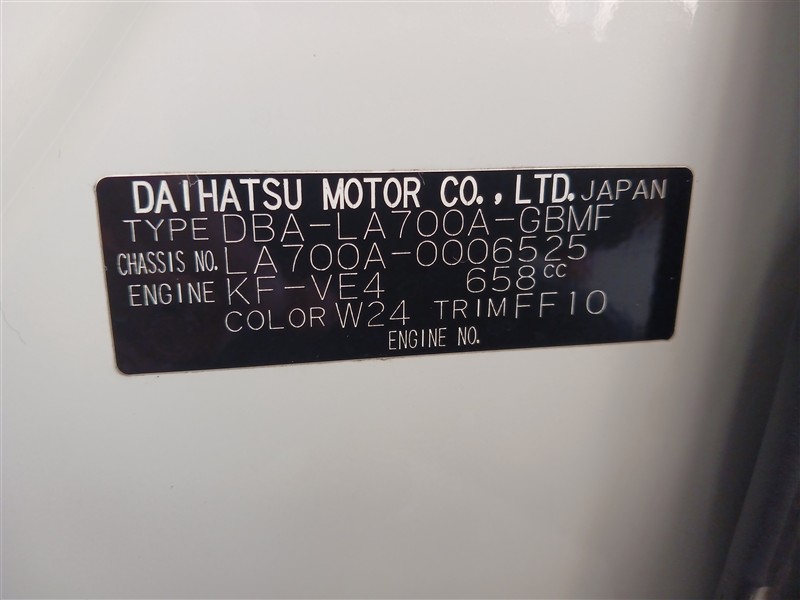 DAIHATSU MOTOR CO., LTD. JAPAN
TYPE DBA-LA700A-GBMF
CHASSIS NO. LA700A-0006525
ENGINE KF-VE4 658cc
COLOR W24 TRIM FF10
ENGINE NO.